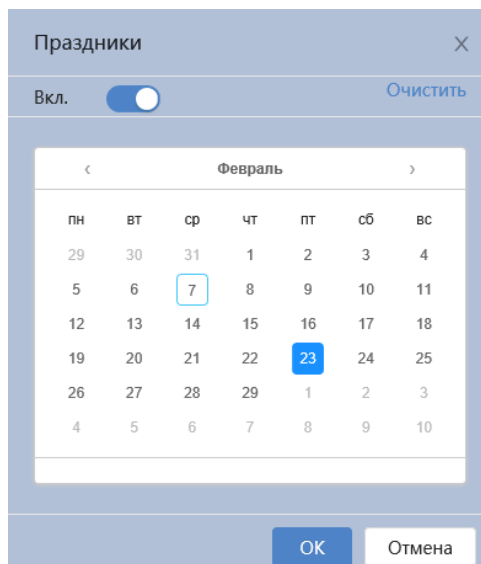 Праздники
Вкл. Очистить
Февраль
пн вт ср чт пт сб вс
29 30 31 1 2 3 4
5 6 7 8 9 10 11
12 13 14 15 16 17 18
19 20 21 22 23 24 25
26 27 28 29 1 2 3
4 5 6 7 8 9 10
ОК Отмена